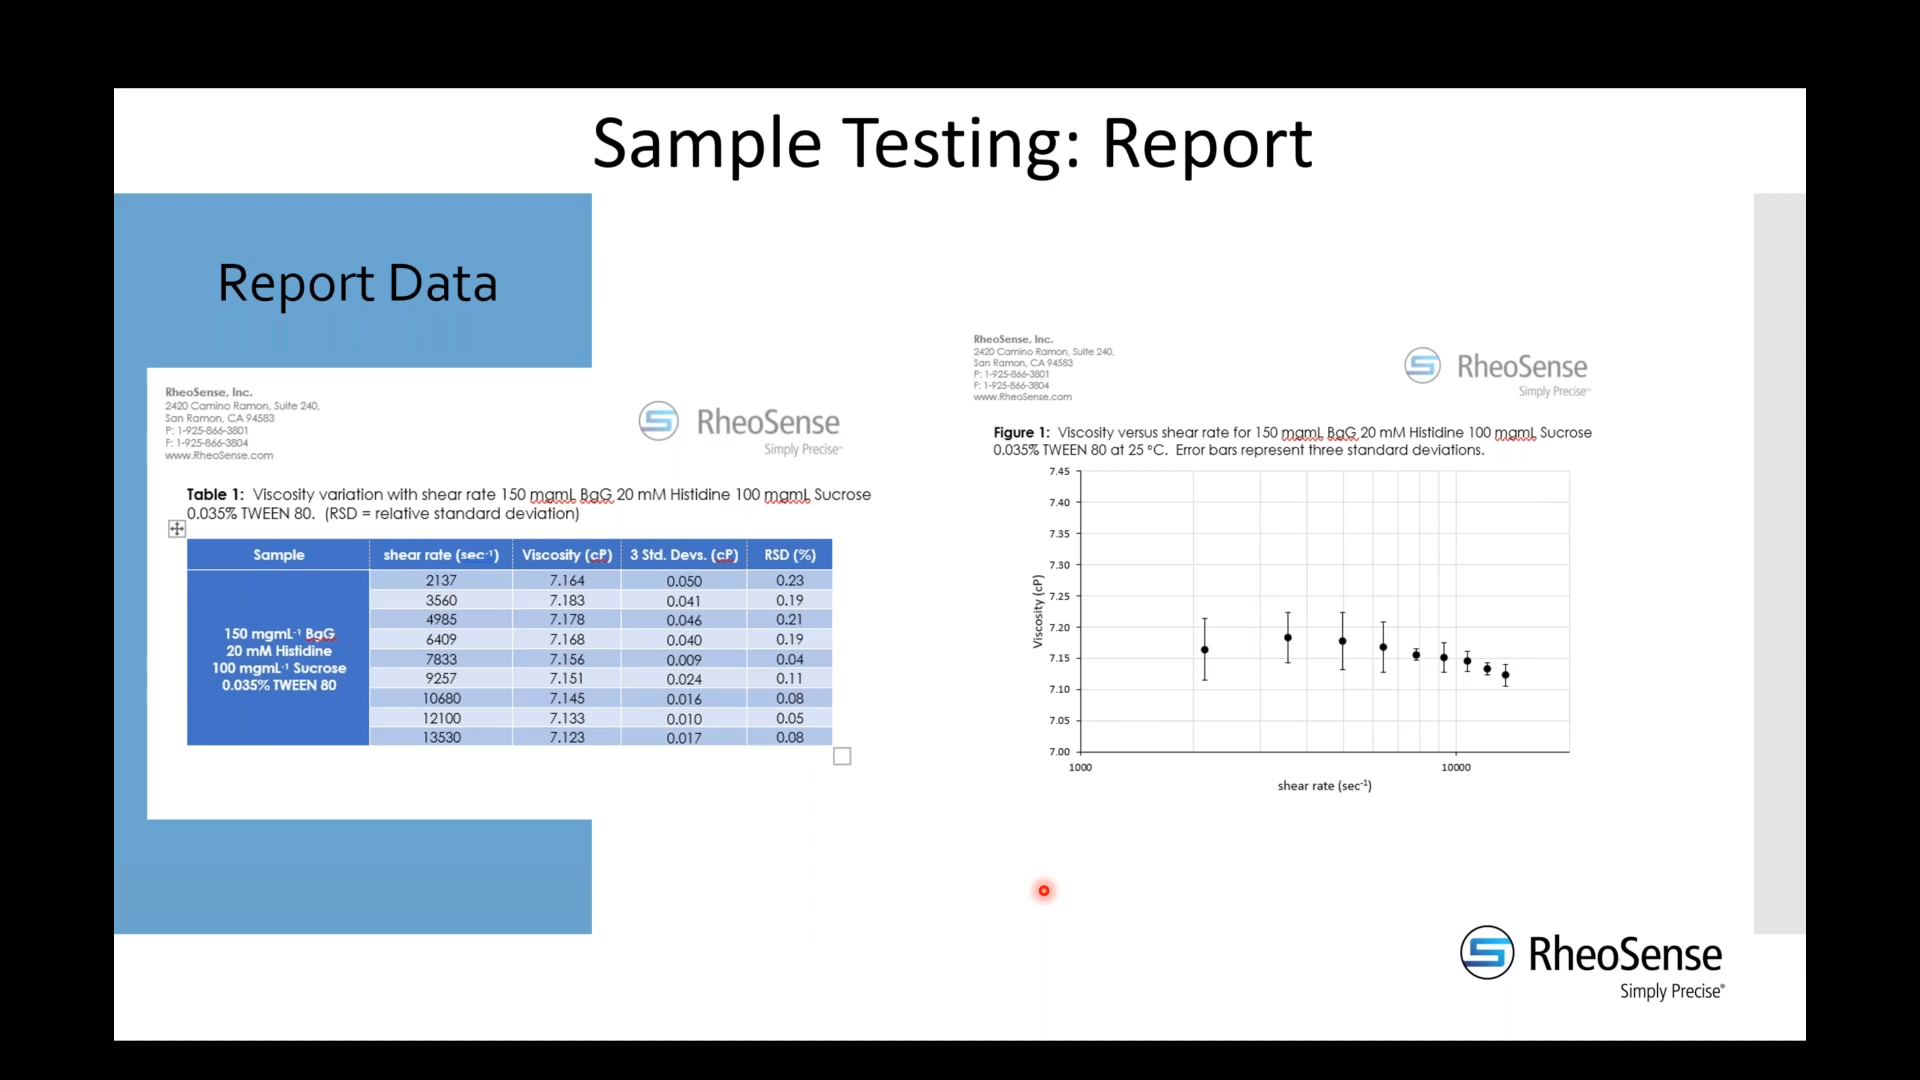 Sample Testing: Report
Report Data
RheoSense, Inc.
2420 Camino Ramon, Suite 240,
San Ramon, CA 94583
P: 1-925-866-3801
F: 1-925-866-3804
www.RheoSense.com
RheoSense
Simply Precise™
Table 1: Viscosity variation with shear rate 150 mgmL BgG 20 mM Histidine 100 mgmL Sucrose
0.035% TWEEN 80. (RSD = relative standard deviation)
Sample shear rate (sec⁻¹) Viscosity (cP) 3 Std. Devs. (cP) RSD (%)
150 mgmL⁻¹ BgG
20 mM Histidine
100 mgmL⁻¹ Sucrose
0.035% TWEEN 80
2137 7.164 0.050 0.23
3560 7.183 0.041 0.19
4985 7.178 0.046 0.21
6409 7.168 0.040 0.19
7833 7.156 0.009 0.04
9257 7.151 0.024 0.11
10680 7.145 0.016 0.08
12100 7.133 0.010 0.05
13530 7.123 0.017 0.08
RheoSense, Inc.
2420 Camino Ramon, Suite 240,
San Ramon, CA 94583
P: 1-925-866-3801
F: 1-925-866-3804
www.RheoSense.com
RheoSense
Simply Precise™
Figure 1: Viscosity versus shear rate for 150 mgmL BgG 20 mM Histidine 100 mgmL Sucrose
0.035% TWEEN 80 at 25 °C. Error bars represent three standard deviations.
Viscosity (cP)
7.45
7.40
7.35
7.30
7.25
7.20
7.15
7.10
7.05
7.00
1000 10000
shear rate (sec⁻¹)
RheoSense
Simply Precise®